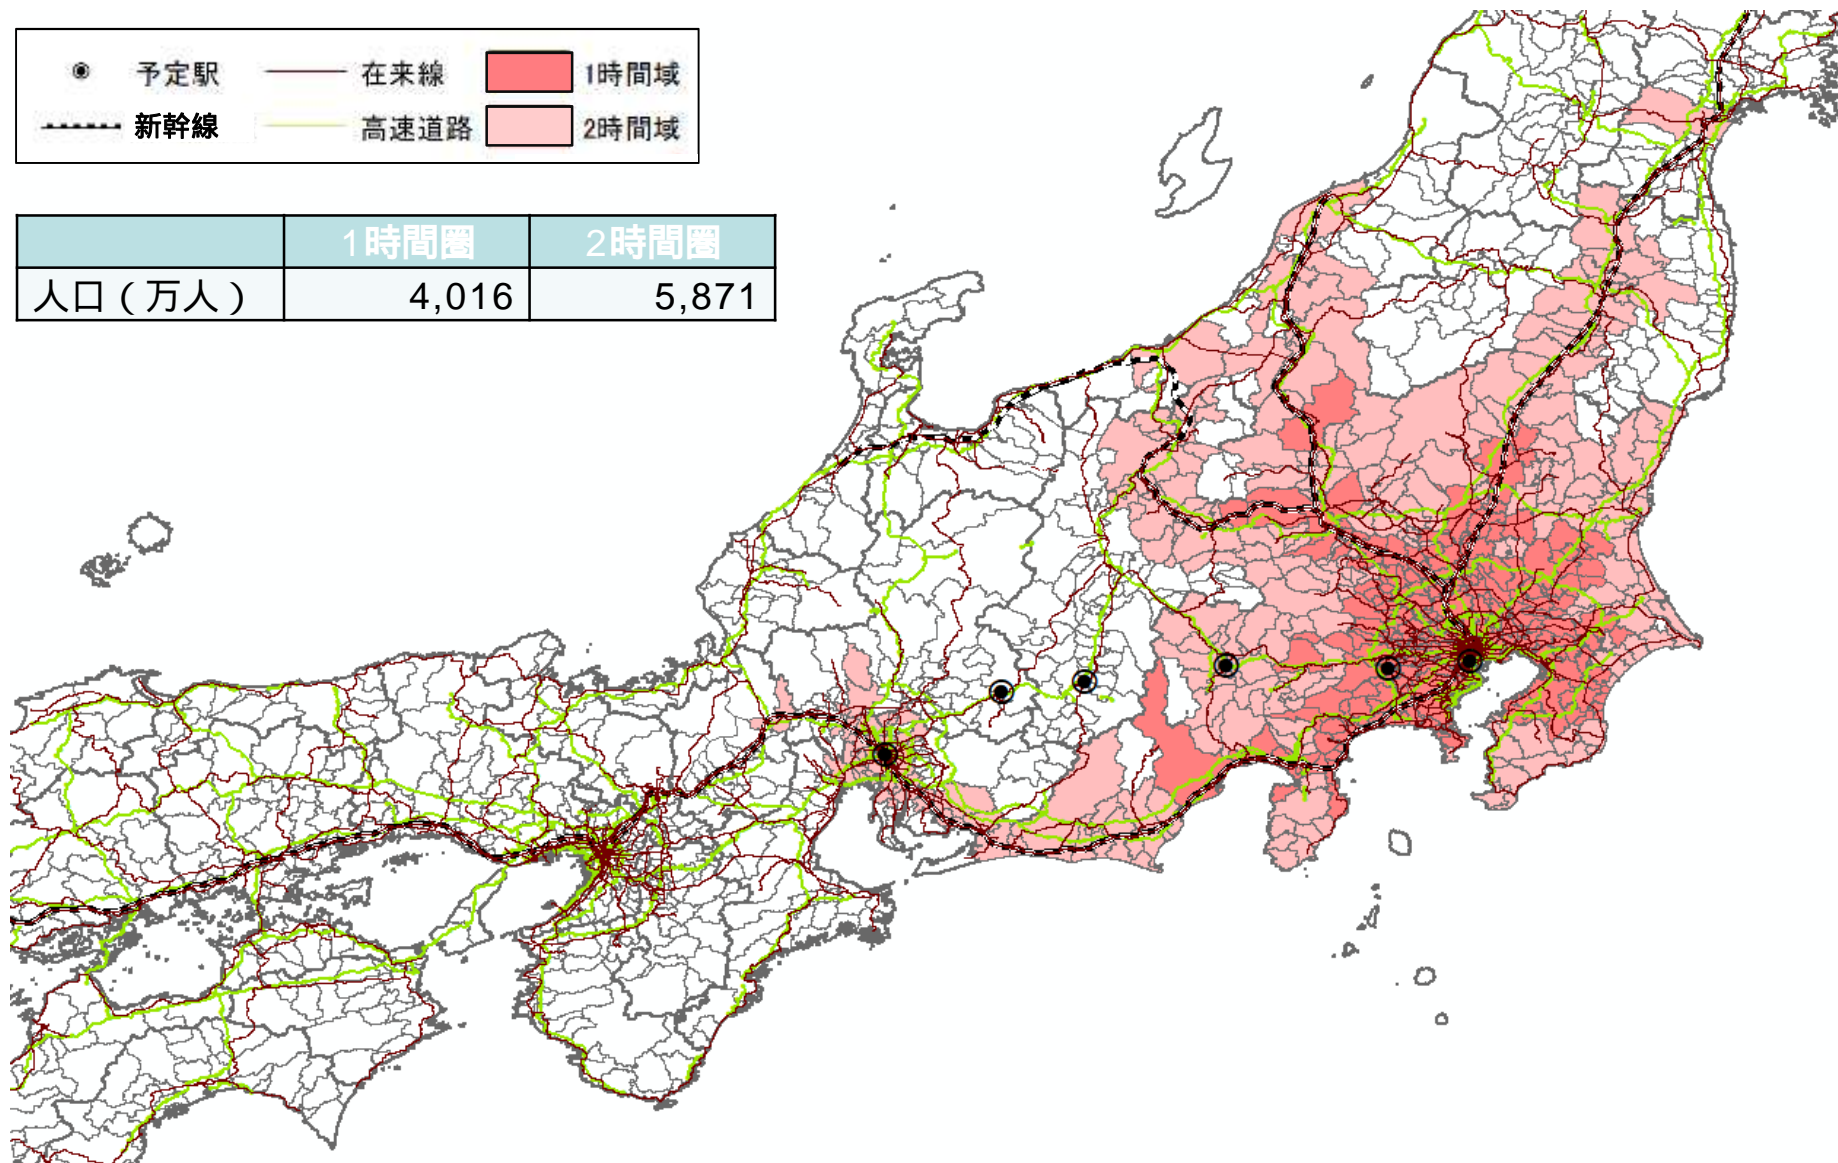 予定駅 在来線 1時間域
新幹線 高速道路 2時間域
1時間圏 2時間圏
人口（万人） 4,016 5,871